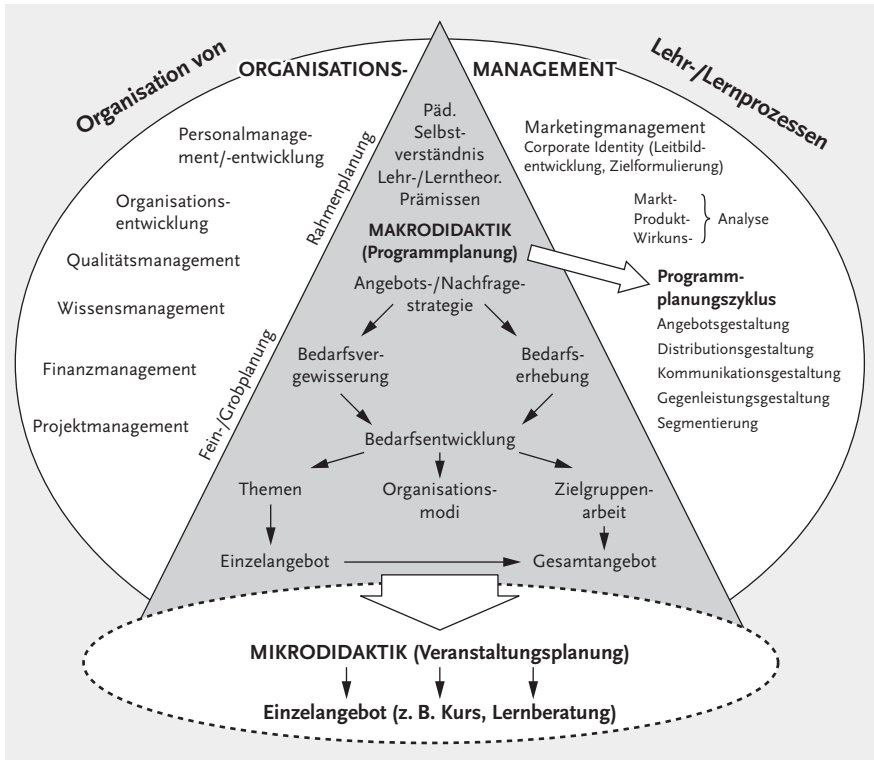 Organisation von
Lehr-/Lernprozessen
ORGANISATIONS-
MANAGEMENT
Personalmanage-
ment/-entwicklung
Organisations-
entwicklung
Qualitätsmanagement
Wissensmanagement
Finanzmanagement
Projektmanagement
Rahmenplanung
Fein-/Grobplanung
Päd.
Selbst-
verständnis
Lehr-/Lerntheor.
Prämissen
MAKRODIDAKTIK
(Programmplanung)
Angebots-/Nachfrage-
strategie
Bedarfsver-
gewisserung
Bedarfs-
erhebung
Bedarfsentwicklung
Themen
Organisations-
modi
Zielgruppen-
arbeit
Einzelangebot
Gesamtangebot
Marketingmanagement
Corporate Identity (Leitbild-
entwicklung, Zielformulierung)
Markt-
Produkt-
Wirkuns-
Analyse
Programm-
planungszyklus
Angebotsgestaltung
Distributionsgestaltung
Kommunikationsgestaltung
Gegenleistungsgestaltung
Segmentierung
MIKRODIDAKTIK (Veranstaltungsplanung)
Einzelangebot (z. B. Kurs, Lernberatung)